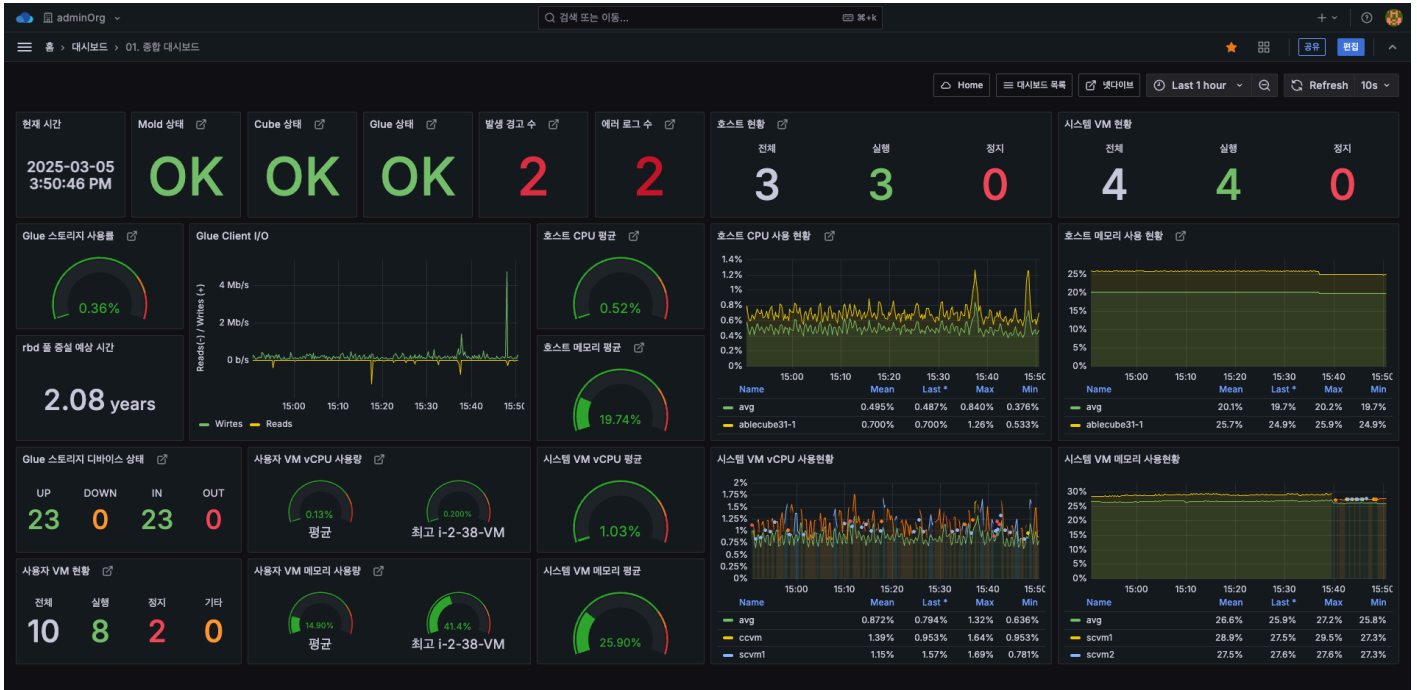 adminOrg
검색 또는 이동...
⌘+k
홈 › 대시보드 › 01. 종합 대시보드
공유
편집
Home
대시보드 목록
넷다이브
Last 1 hour
Refresh
10s
현재 시간
2025-03-05
3:50:46 PM
Mold 상태
OK
Cube 상태
OK
Glue 상태
OK
발생 경고 수
2
에러 로그 수
2
호스트 현황
전체 실행 정지
3 3 0
시스템 VM 현황
전체 실행 정지
4 4 0
Glue 스토리지 사용률
0.36%
rbd 풀 증설 예상 시간
2.08 years
Glue Client I/O
Reads(-) / Writes (+)
4 Mb/s
2 Mb/s
0 b/s
15:00 15:10 15:20 15:30 15:40 15:50
Wirtes Reads
호스트 CPU 평균
0.52%
호스트 메모리 평균
19.74%
호스트 CPU 사용 현황
1.4%
1.2%
1%
0.8%
0.6%
0.4%
0.2%
0%
15:00 15:10 15:20 15:30 15:40 15:50
Name Mean Last * Max Min
avg 0.495% 0.487% 0.840% 0.376%
ablecube31-1 0.700% 0.700% 1.26% 0.533%
호스트 메모리 사용 현황
25%
20%
15%
10%
5%
0%
15:00 15:10 15:20 15:30 15:40 15:50
Name Mean Last * Max Min
avg 20.1% 19.7% 20.2% 19.7%
ablecube31-1 25.7% 24.9% 25.9% 24.9%
Glue 스토리지 디바이스 상태
UP DOWN IN OUT
23 0 23 0
사용자 VM 현황
전체 실행 정지 기타
10 8 2 0
사용자 VM vCPU 사용량
0.13% 0.200%
평균 최고 i-2-38-VM
사용자 VM 메모리 사용량
14.90% 41.4%
평균 최고 i-2-38-VM
시스템 VM vCPU 평균
1.03%
시스템 VM 메모리 평균
25.90%
시스템 VM vCPU 사용현황
2%
1.75%
1.5%
1.25%
1%
0.75%
0.5%
0.25%
0%
15:00 15:10 15:20 15:30 15:40 15:50
Name Mean Last * Max Min
avg 0.872% 0.794% 1.32% 0.636%
ccvm 1.39% 0.953% 1.64% 0.953%
scvm1 1.15% 1.57% 1.69% 0.781%
시스템 VM 메모리 사용현황
30%
25%
20%
15%
10%
5%
0%
15:00 15:10 15:20 15:30 15:40 15:50
Name Mean Last * Max Min
avg 26.6% 25.9% 27.2% 25.8%
scvm1 28.9% 27.5% 29.5% 27.3%
scvm2 27.5% 27.6% 27.6% 27.3%